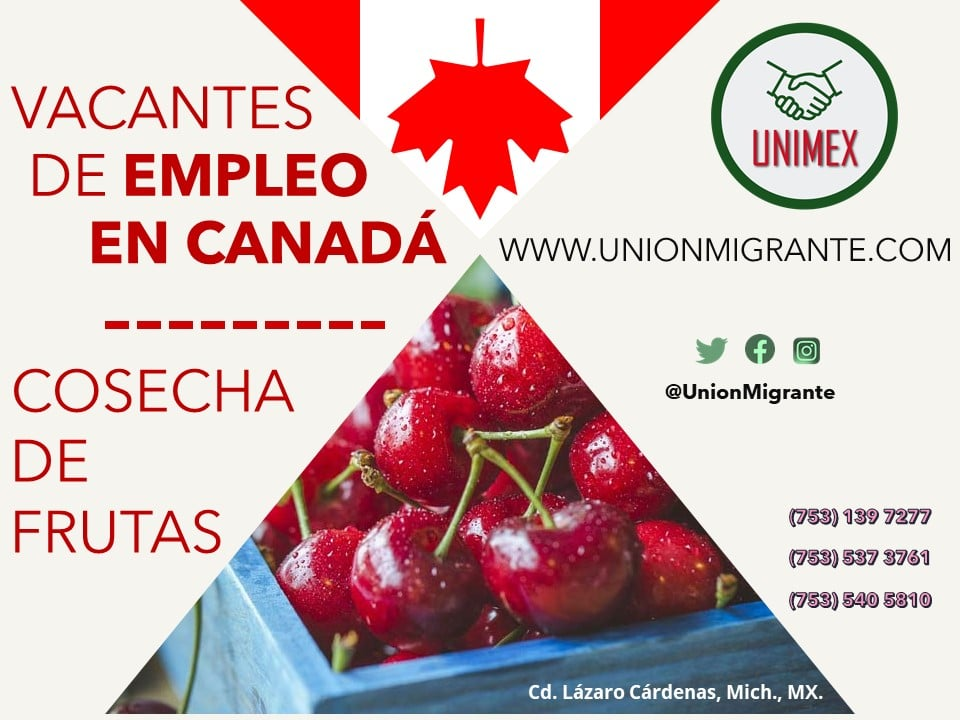 VACANTES
DE EMPLEO
EN CANADÁ
COSECHA
DE
FRUTAS
UNIMEX
WWW.UNIONMIGRANTE.COM
@UnionMigrante
(753) 139 7277
(753) 537 3761
(753) 540 5810
Cd. Lázaro Cárdenas, Mich., MX.